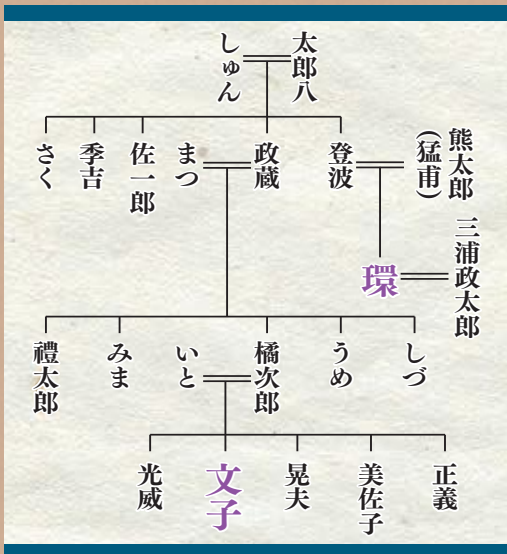 太郎八
しゅん
熊太郎
(猛甫)
登波
政蔵
まつ
佐一郎
季吉
さく
三浦政太郎
環
しづ
うめ
橘次郎
いと
みま
禮太郎
正義
美佐子
晃夫
文子
光威